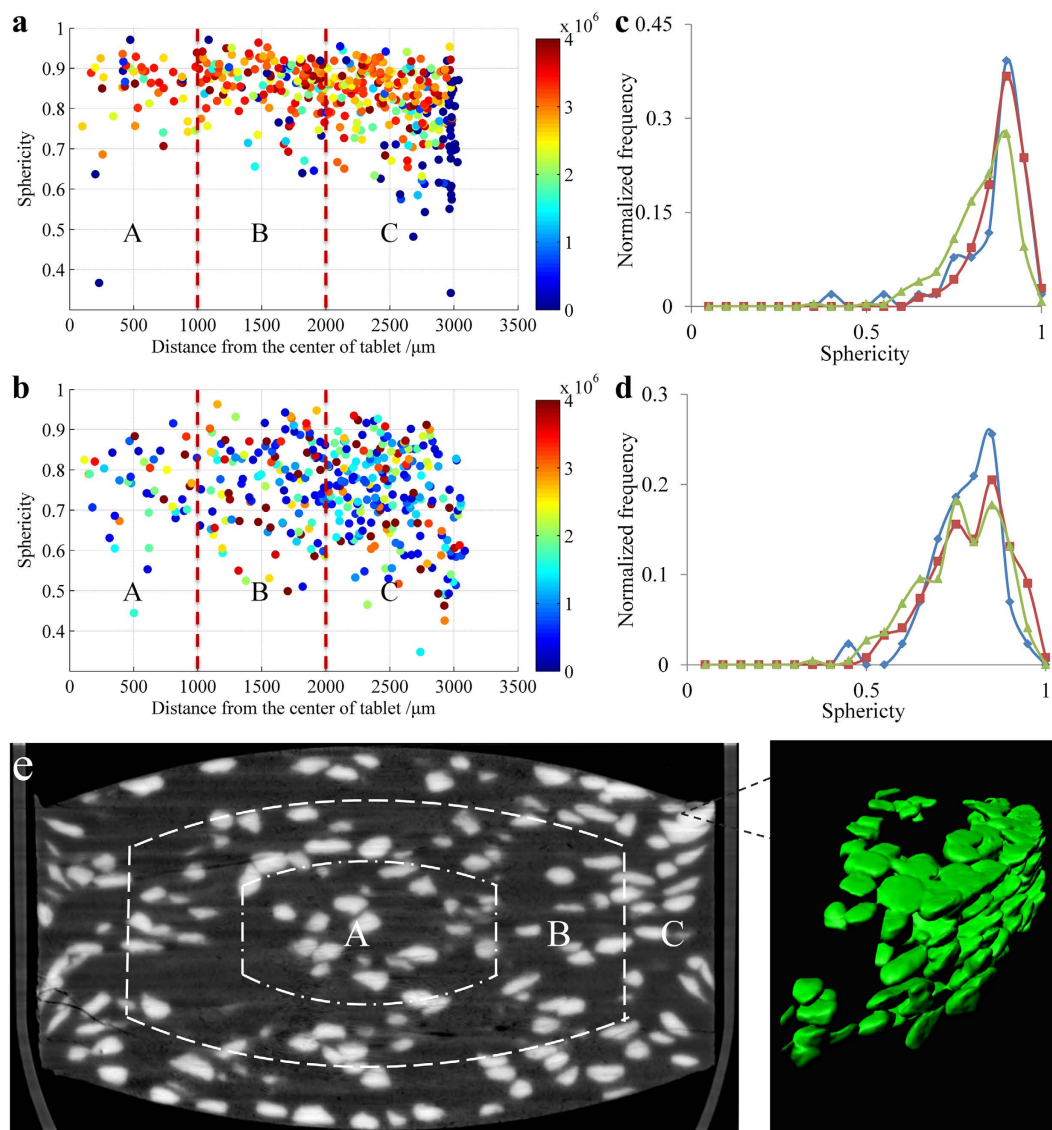 a
x 10^6
Sphericity
1
0.9
0.8
0.7
0.6
0.5
0.4
A
B
C
4
3
2
1
0
0 500 1000 1500 2000 2500 3000 3500
Distance from the center of tablet /μm
c
Normalized frequency
0.45
0.3
0.15
0
0.5
1
Sphericity
b
x 10^6
Sphericity
1
0.9
0.8
0.7
0.6
0.5
0.4
A
B
C
4
3
2
1
0
0 500 1000 1500 2000 2500 3000 3500
Distance from the center of tablet /μm
d
Normalized frequency
0.3
0.2
0.1
0
0
0.5
1
Sphericty
e
A
B
C